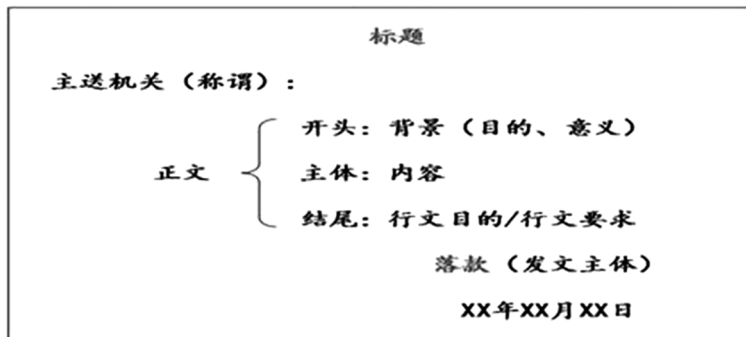 标题
主送机关（称谓）：
开头：背景（目的、意义）
正文
主体：内容
结尾：行文目的/行文要求
落款（发文主体）
XX年XX月XX日